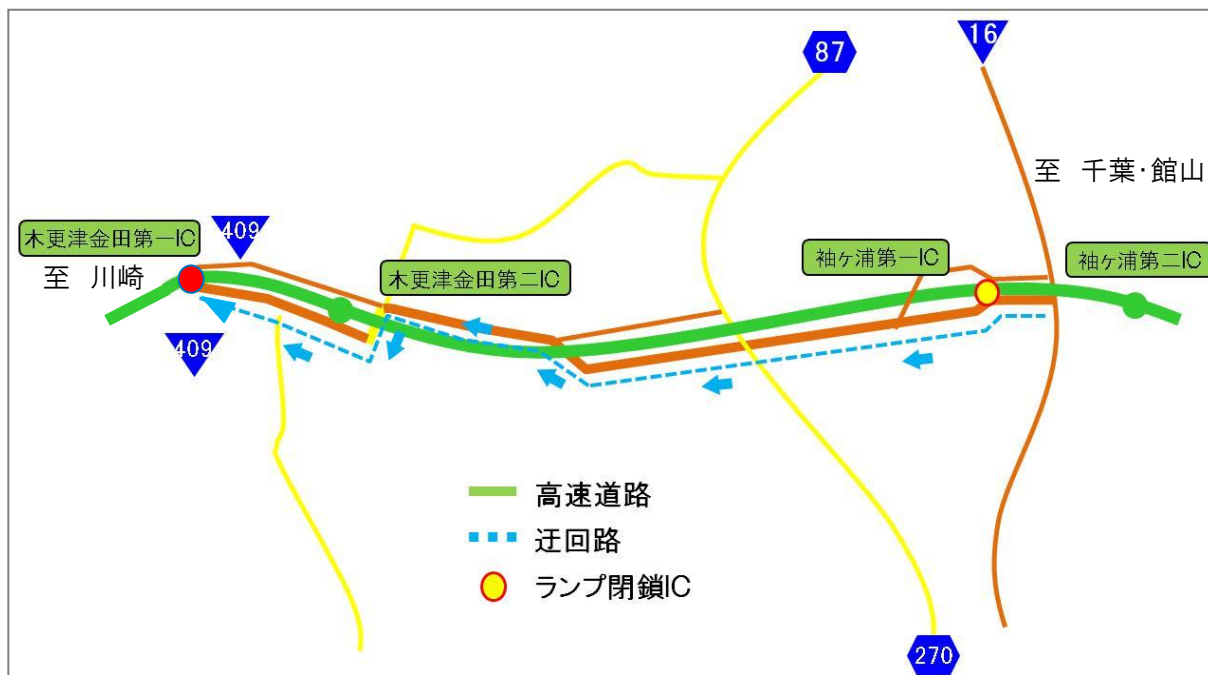 87
16
至 千葉・館山
木更津金田第一IC
409
至 川崎
木更津金田第二IC
袖ヶ浦第一IC
袖ヶ浦第二IC
409
高速道路
迂回路
ランプ閉鎖IC
270